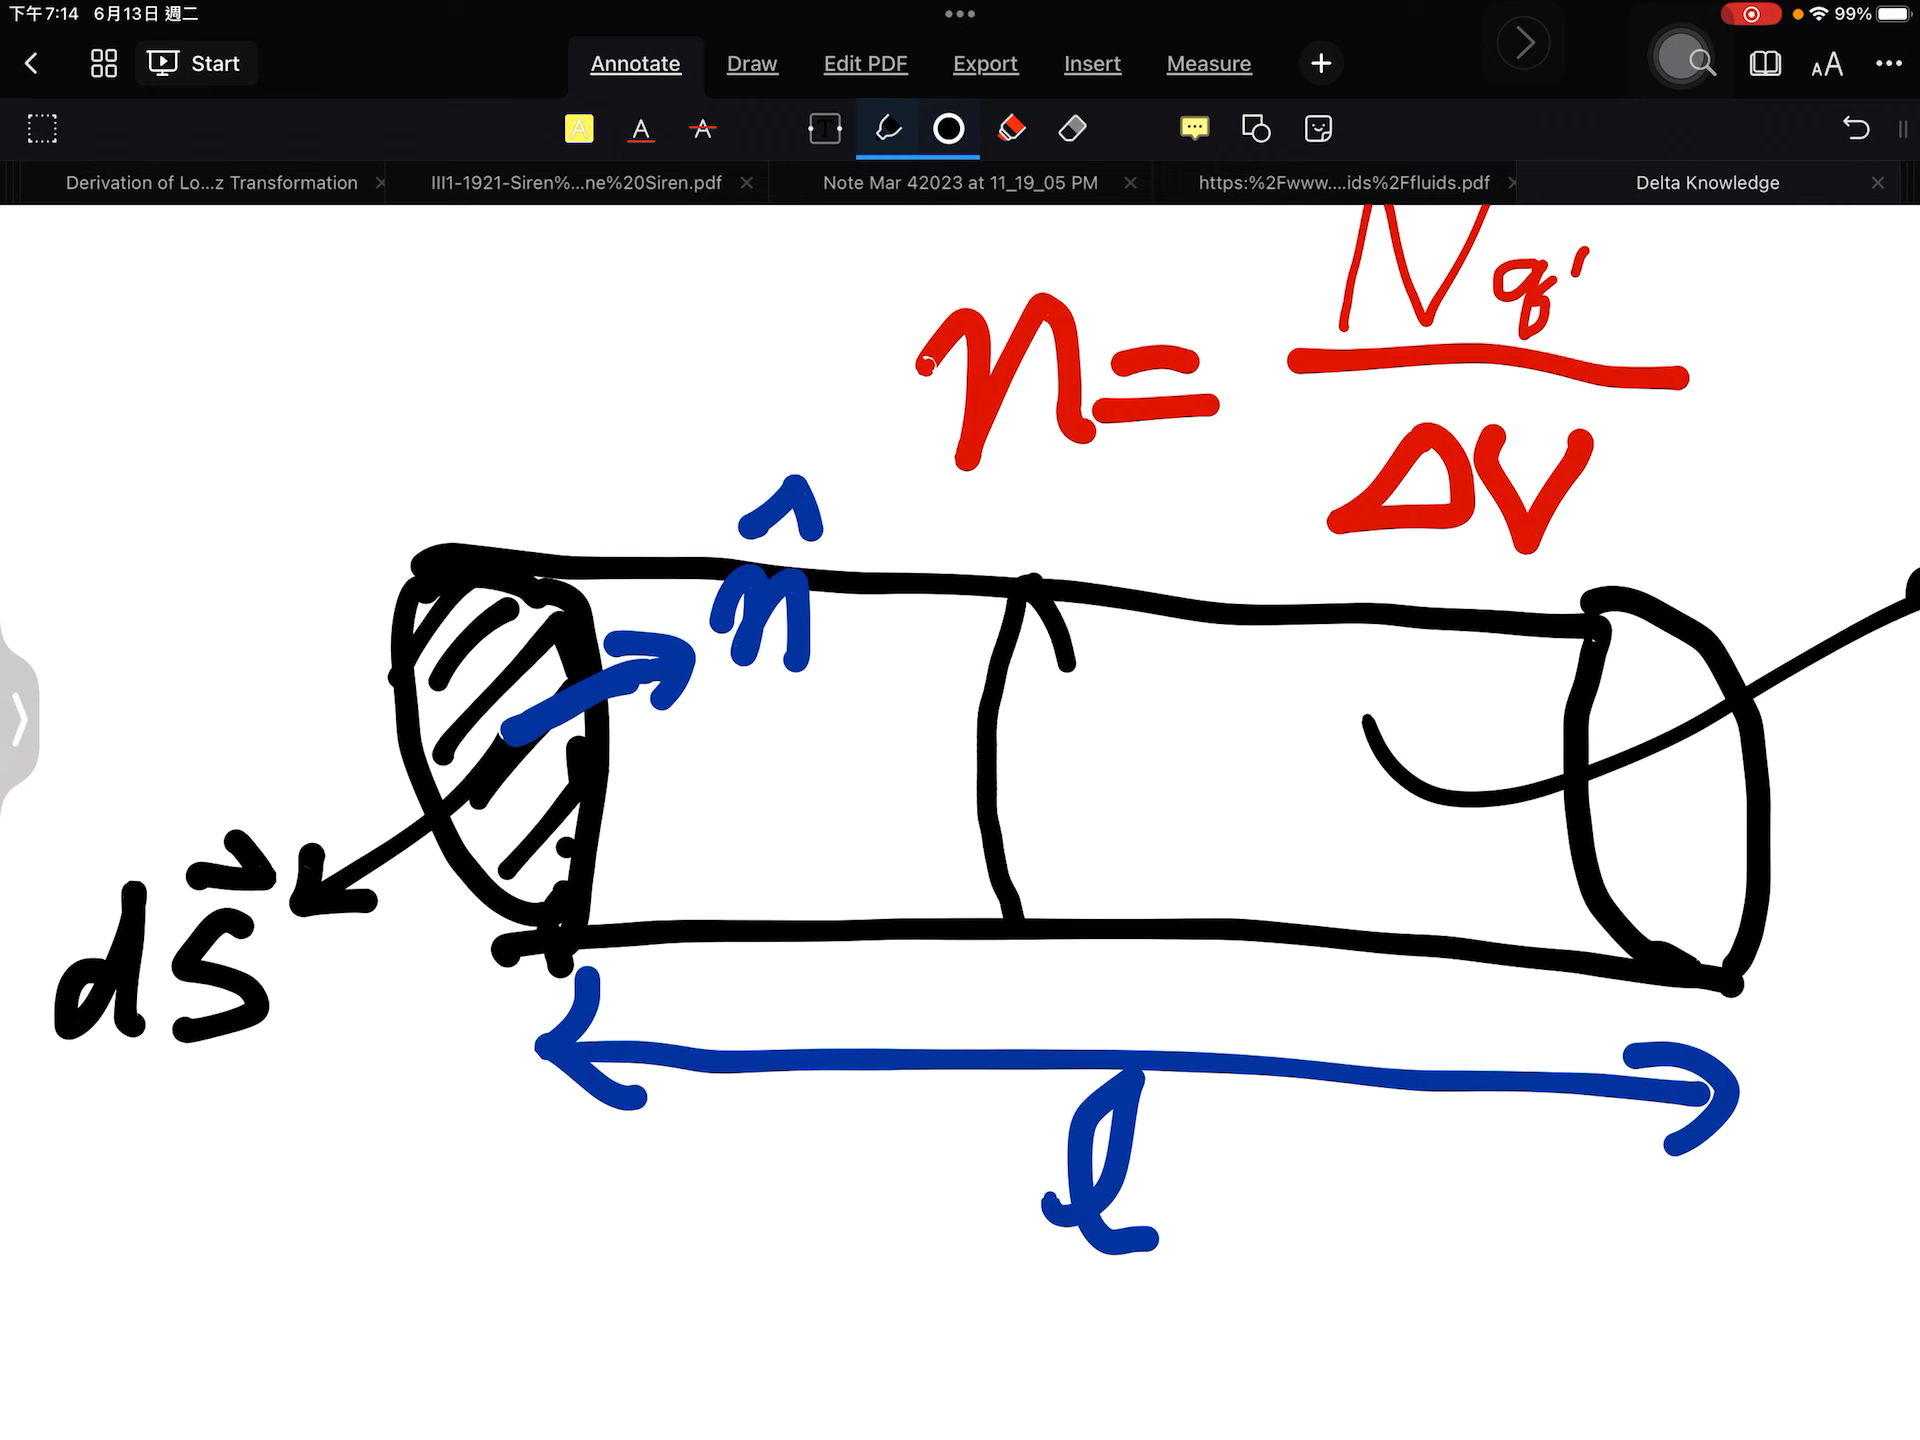 下午7:14 6月13日 週二
99%
Start
Annotate Draw Edit PDF Export Insert Measure
AA
A A A T
Derivation of Lo...z Transformation
III1-1921-Siren%...ne%20Siren.pdf
Note Mar 42023 at 11_19_05 PM
https:%2Fwww....ids%2Ffluids.pdf
Delta Knowledge
n = N_q' / ΔV
n̂
dS⃗
ℓ